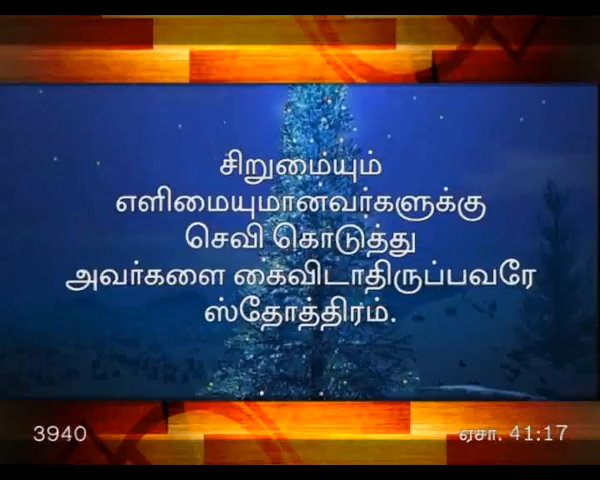 சிறுமையும்
எளிமையுமானவர்களுக்கு
செவி கொடுத்து
அவர்களை கைவிடாதிருப்பவரே
ஸ்தோத்திரம்.
3940
ஏசா. 41:17